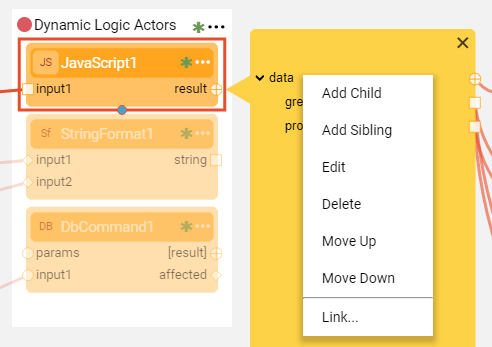 Dynamic Logic Actors
JS JavaScript1
input1 result
Sf StringFormat1
input1 string
input2
DB DbCommand1
params [result]
input1 affected
data
gre
pro
Add Child
Add Sibling
Edit
Delete
Move Up
Move Down
Link...